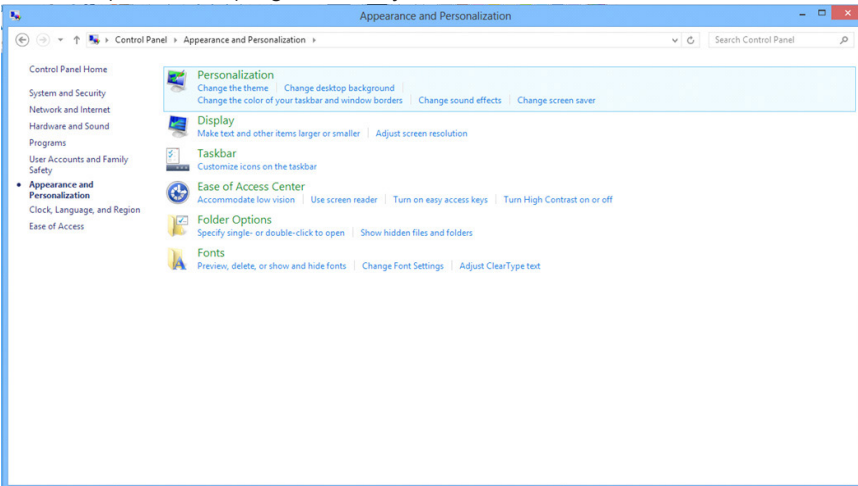 Appearance and Personalization
Control Panel
Appearance and Personalization
Search Control Panel
Control Panel Home
System and Security
Network and Internet
Hardware and Sound
Programs
User Accounts and Family
Safety
Appearance and
Personalization
Clock, Language, and Region
Ease of Access
Personalization
Change the theme Change desktop background
Change the color of your taskbar and window borders Change sound effects Change screen saver
Display
Make text and other items larger or smaller Adjust screen resolution
Taskbar
Customize icons on the taskbar
Ease of Access Center
Accommodate low vision Use screen reader Turn on easy access keys Turn High Contrast on or off
Folder Options
Specify single- or double-click to open Show hidden files and folders
Fonts
Preview, delete, or show and hide fonts Change Font Settings Adjust ClearType text